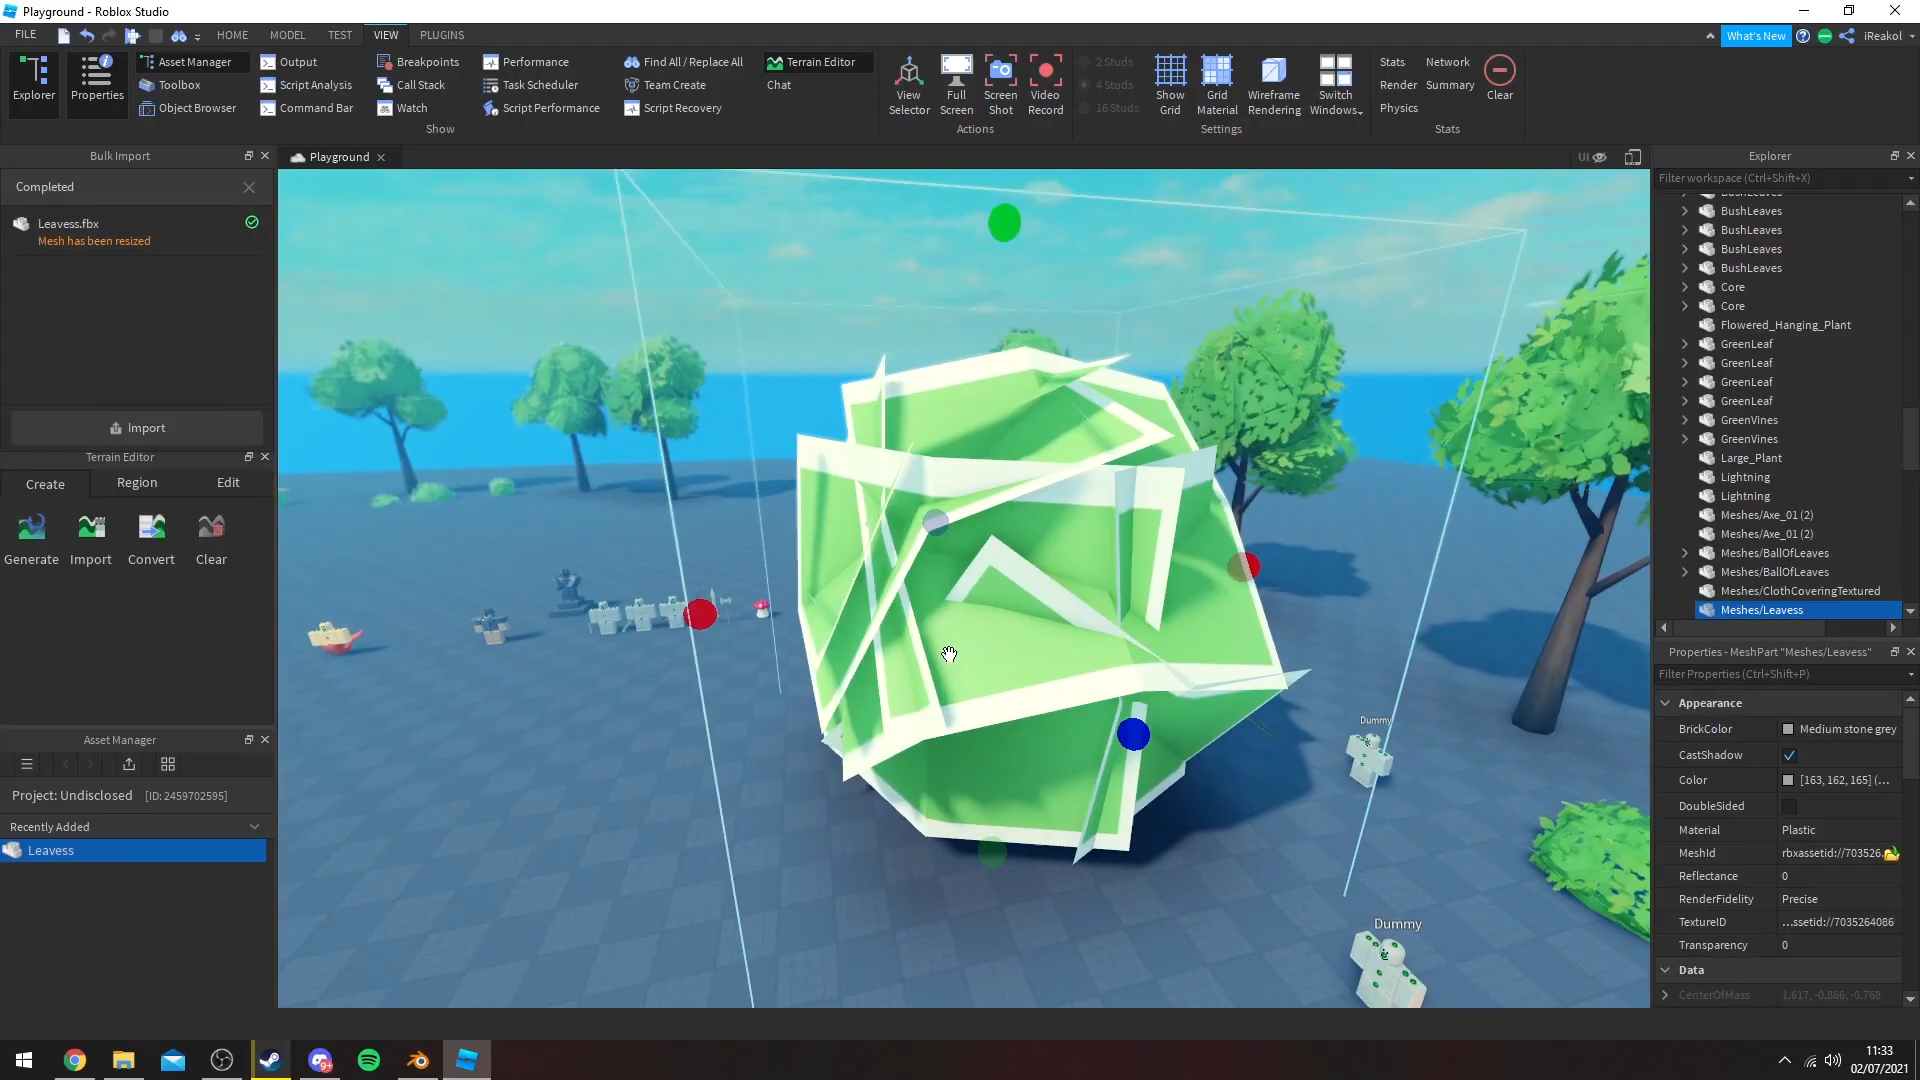 Playground - Roblox Studio
FILE
HOME
MODEL
TEST
VIEW
PLUGINS
What's New
iReakol
Explorer
Properties
Asset Manager
Toolbox
Object Browser
Output
Script Analysis
Command Bar
Breakpoints
Call Stack
Watch
Performance
Task Scheduler
Script Performance
Find All / Replace All
Team Create
Script Recovery
Terrain Editor
Chat
Show
View
Selector
Full
Screen
Screen
Shot
Video
Record
Actions
2 Studs
4 Studs
16 Studs
Show
Grid
Grid
Material
Wireframe
Rendering
Switch
Windows
Settings
Stats
Network
Render
Summary
Physics
Clear
Stats
Bulk Import
Completed
Leavess.fbx
Mesh has been resized
Import
Terrain Editor
Create
Region
Edit
Generate
Import
Convert
Clear
Asset Manager
Project: Undisclosed [ID: 2459702595]
Recently Added
Leavess
Playground
UI
Dummy
Dummy
Explorer
Filter workspace (Ctrl+Shift+X)
BushLeaves
BushLeaves
BushLeaves
BushLeaves
BushLeaves
Core
Core
Flowered_Hanging_Plant
GreenLeaf
GreenLeaf
GreenLeaf
GreenLeaf
GreenVines
GreenVines
Large_Plant
Lightning
Lightning
Meshes/Axe_01 (2)
Meshes/Axe_01 (2)
Meshes/BallOfLeaves
Meshes/BallOfLeaves
Meshes/ClothCoveringTextured
Meshes/Leavess
Properties - MeshPart "Meshes/Leavess"
Filter Properties (Ctrl+Shift+P)
Appearance
BrickColor Medium stone grey
CastShadow
Color [163, 162, 165] (...
DoubleSided
Material Plastic
MeshId rbxassetid://703526
Reflectance 0
RenderFidelity Precise
TextureID ...ssetid://7035264086
Transparency 0
Data
CenterOfMass 1.817, -0.866, -0.768
9+
11:33
02/07/2021